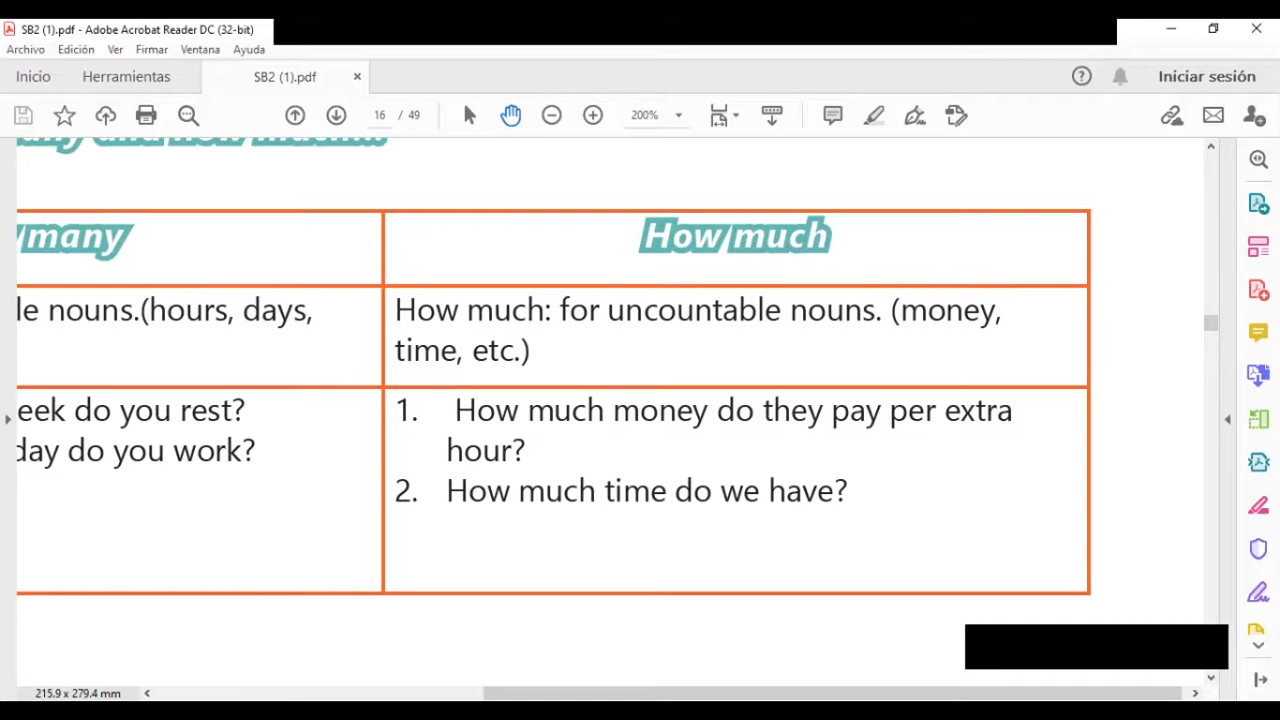 SB2 (1).pdf - Adobe Acrobat Reader DC (32-bit)
Archivo Edición Ver Firmar Ventana Ayuda
Inicio Herramientas SB2 (1).pdf Iniciar sesión
16 / 49 200%
and how much
many How much
le nouns.(hours, days,
How much: for uncountable nouns. (money,
time, etc.)
eek do you rest?
day do you work?
1. How much money do they pay per extra
hour?
2. How much time do we have?
215.9 x 279.4 mm